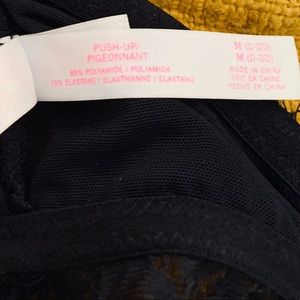 PUSH-UP/
PIGEONNANT
85% POLYAMIDE / POLIAMIDA
15% ELASTANE / ÉLASTHANNE / ELASTANO
M (D-DD)
M (D-DD)
MADE IN CHINA
FAIT EN CHINE
HECHO EN CHINA